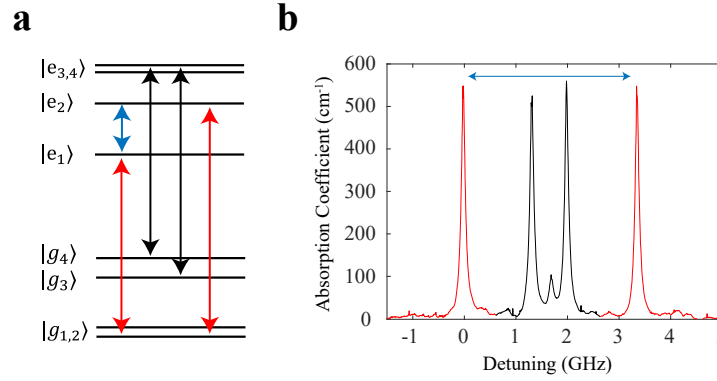 a
|e₃,₄⟩
|e₂⟩
|e₁⟩
|g₄⟩
|g₃⟩
|g₁,₂⟩
b
Absorption Coefficient (cm⁻¹)
600
500
400
300
200
100
0
-1 0 1 2 3 4
Detuning (GHz)